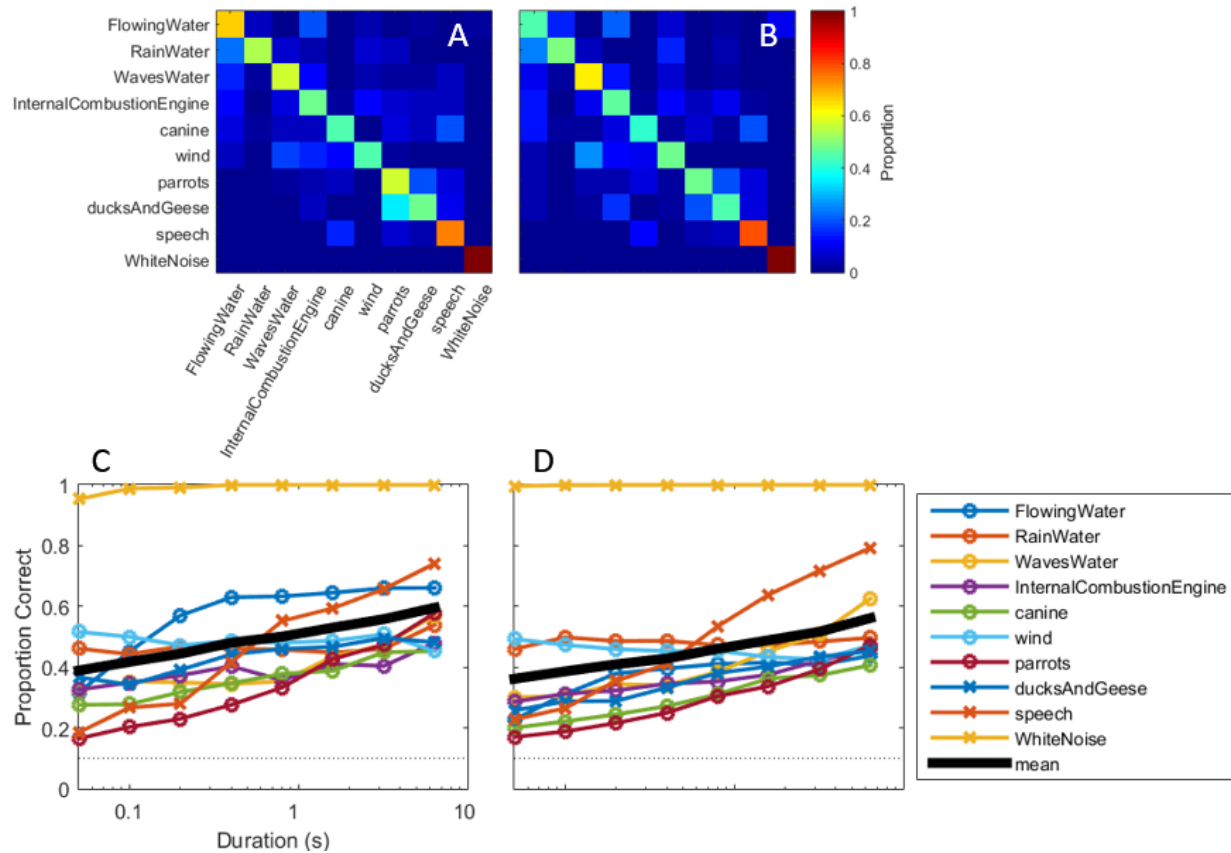 FlowingWater
RainWater
WavesWater
InternalCombustionEngine
canine
wind
parrots
ducksAndGeese
speech
WhiteNoise
A
B
1
0.8
0.6
0.4
0.2
0
Proportion
FlowingWater
RainWater
WavesWater
InternalCombustionEngine
canine
wind
parrots
ducksAndGeese
speech
WhiteNoise
C
D
1
0.8
0.6
0.4
0.2
0
Proportion Correct
0.1
1
10
Duration (s)
FlowingWater
RainWater
WavesWater
InternalCombustionEngine
canine
wind
parrots
ducksAndGeese
speech
WhiteNoise
mean